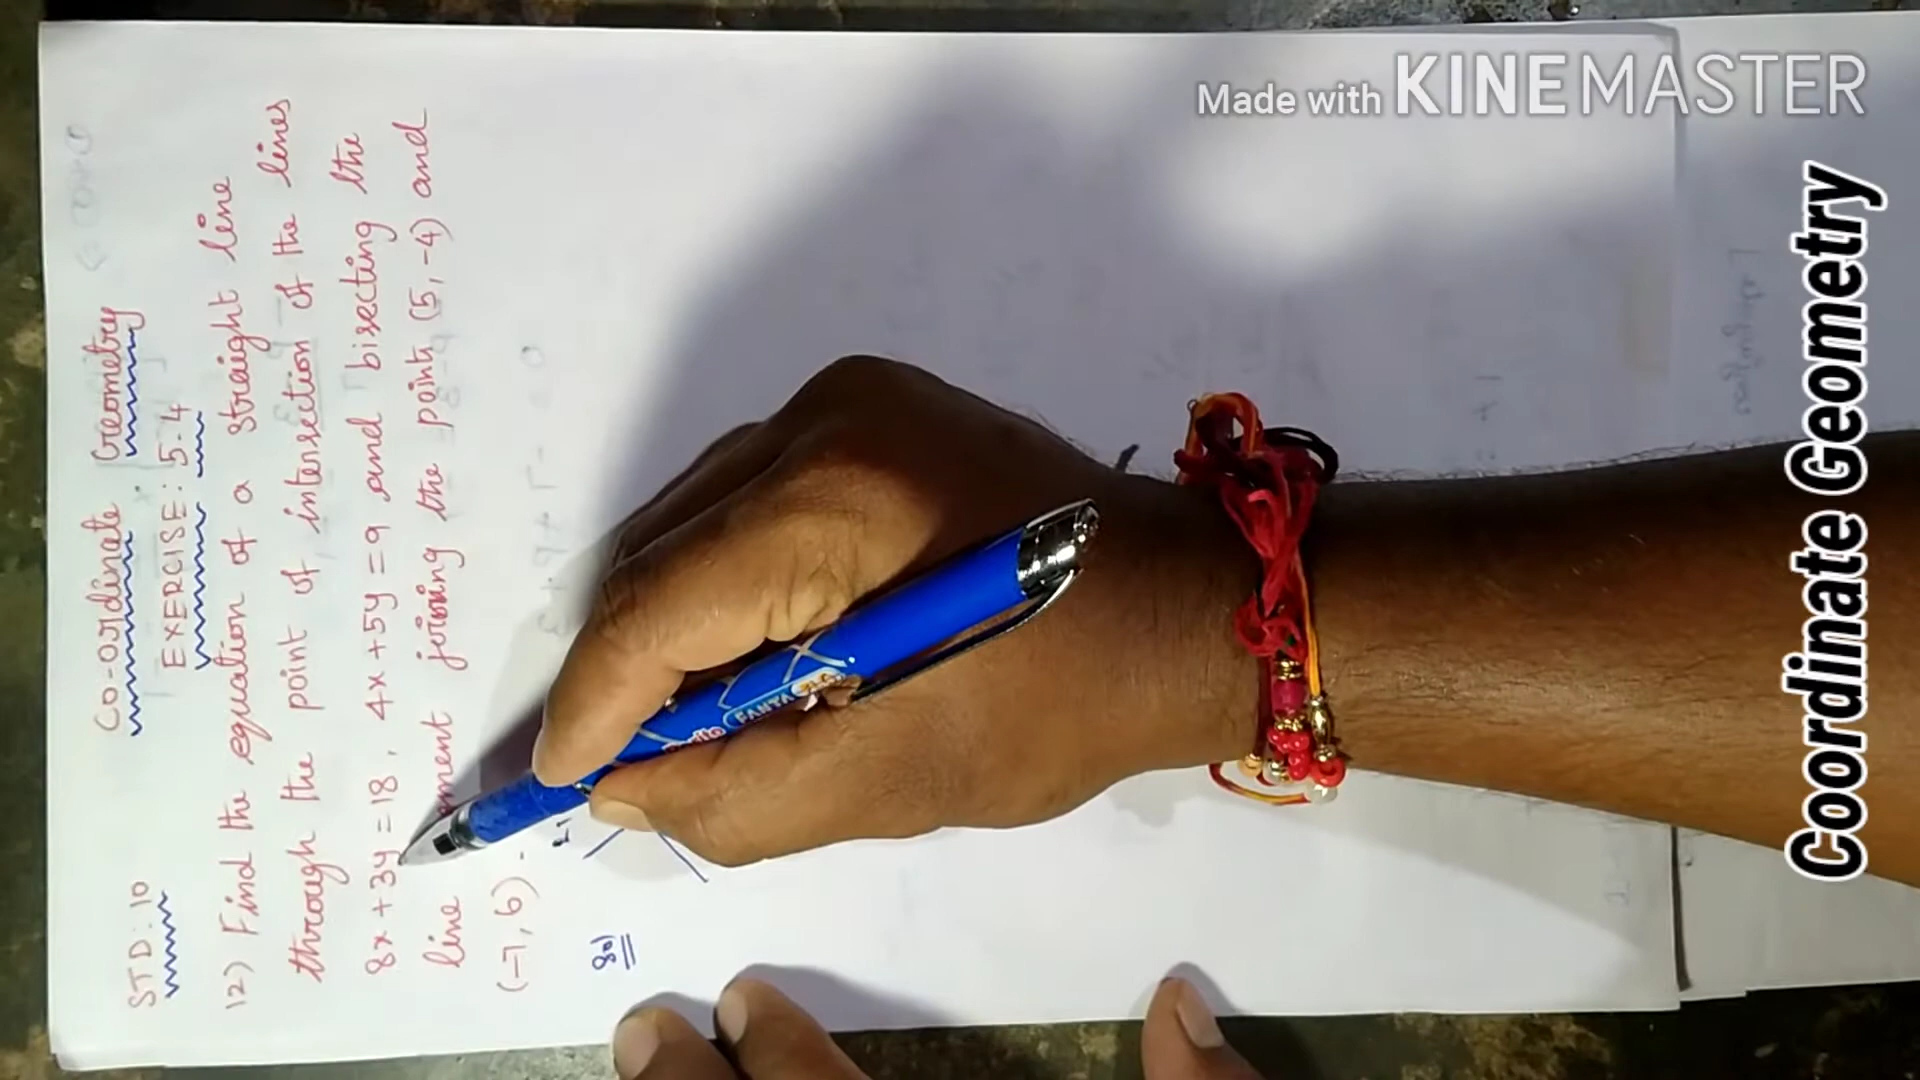 Made with KINEMASTER
Coordinate Geometry
CO-ordinate Geometry
STD: 10
EXERCISE: 5.4
12) Find the equation of a straight line
through the point of intersection of the lines
8x+3y=18, 4x+5y=9 and bisecting the
line joining the points (5,-4) and
(-7,6).
Sol
FANTA